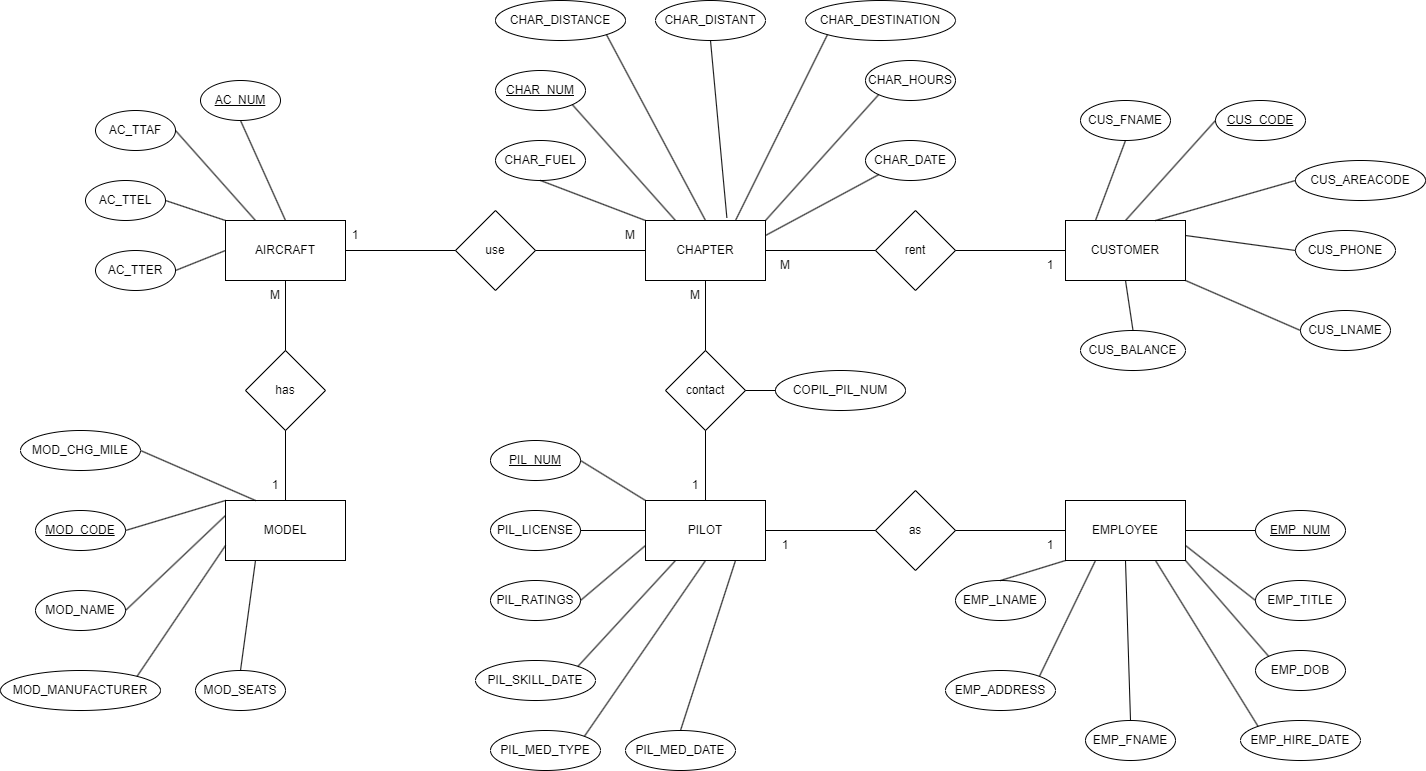 CHAR_DISTANCE
CHAR_DISTANT
CHAR_DESTINATION
CHAR_HOURS
CHAR_NUM
AC_NUM
CUS_FNAME
CUS_CODE
AC_TTAF
CHAR_FUEL
CHAR_DATE
CUS_AREACODE
AC_TTEL
1
M
AIRCRAFT
use
CHAPTER
rent
CUSTOMER
CUS_PHONE
M
1
AC_TTER
M
M
CUS_LNAME
CUS_BALANCE
has
contact
COPIL_PIL_NUM
MOD_CHG_MILE
PIL_NUM
1
1
MOD_CODE
MODEL
PIL_LICENSE
PILOT
as
EMPLOYEE
EMP_NUM
1
1
MOD_NAME
PIL_RATINGS
EMP_LNAME
EMP_TITLE
EMP_DOB
PIL_SKILL_DATE
MOD_MANUFACTURER
MOD_SEATS
EMP_ADDRESS
EMP_FNAME
EMP_HIRE_DATE
PIL_MED_TYPE
PIL_MED_DATE